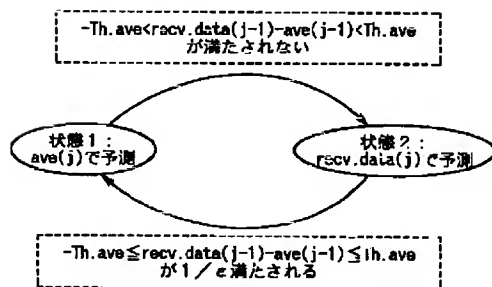 -Th.ave<recv.data(j-1)-ave(j-1)<Th.ave
が満たされない
状態1:
ave(j)で予測
状態2:
recv.data(j)で予測
-Th.ave≦recv.data(j-1)-ave(j-1)≦Th.ave
が1/e満たされる